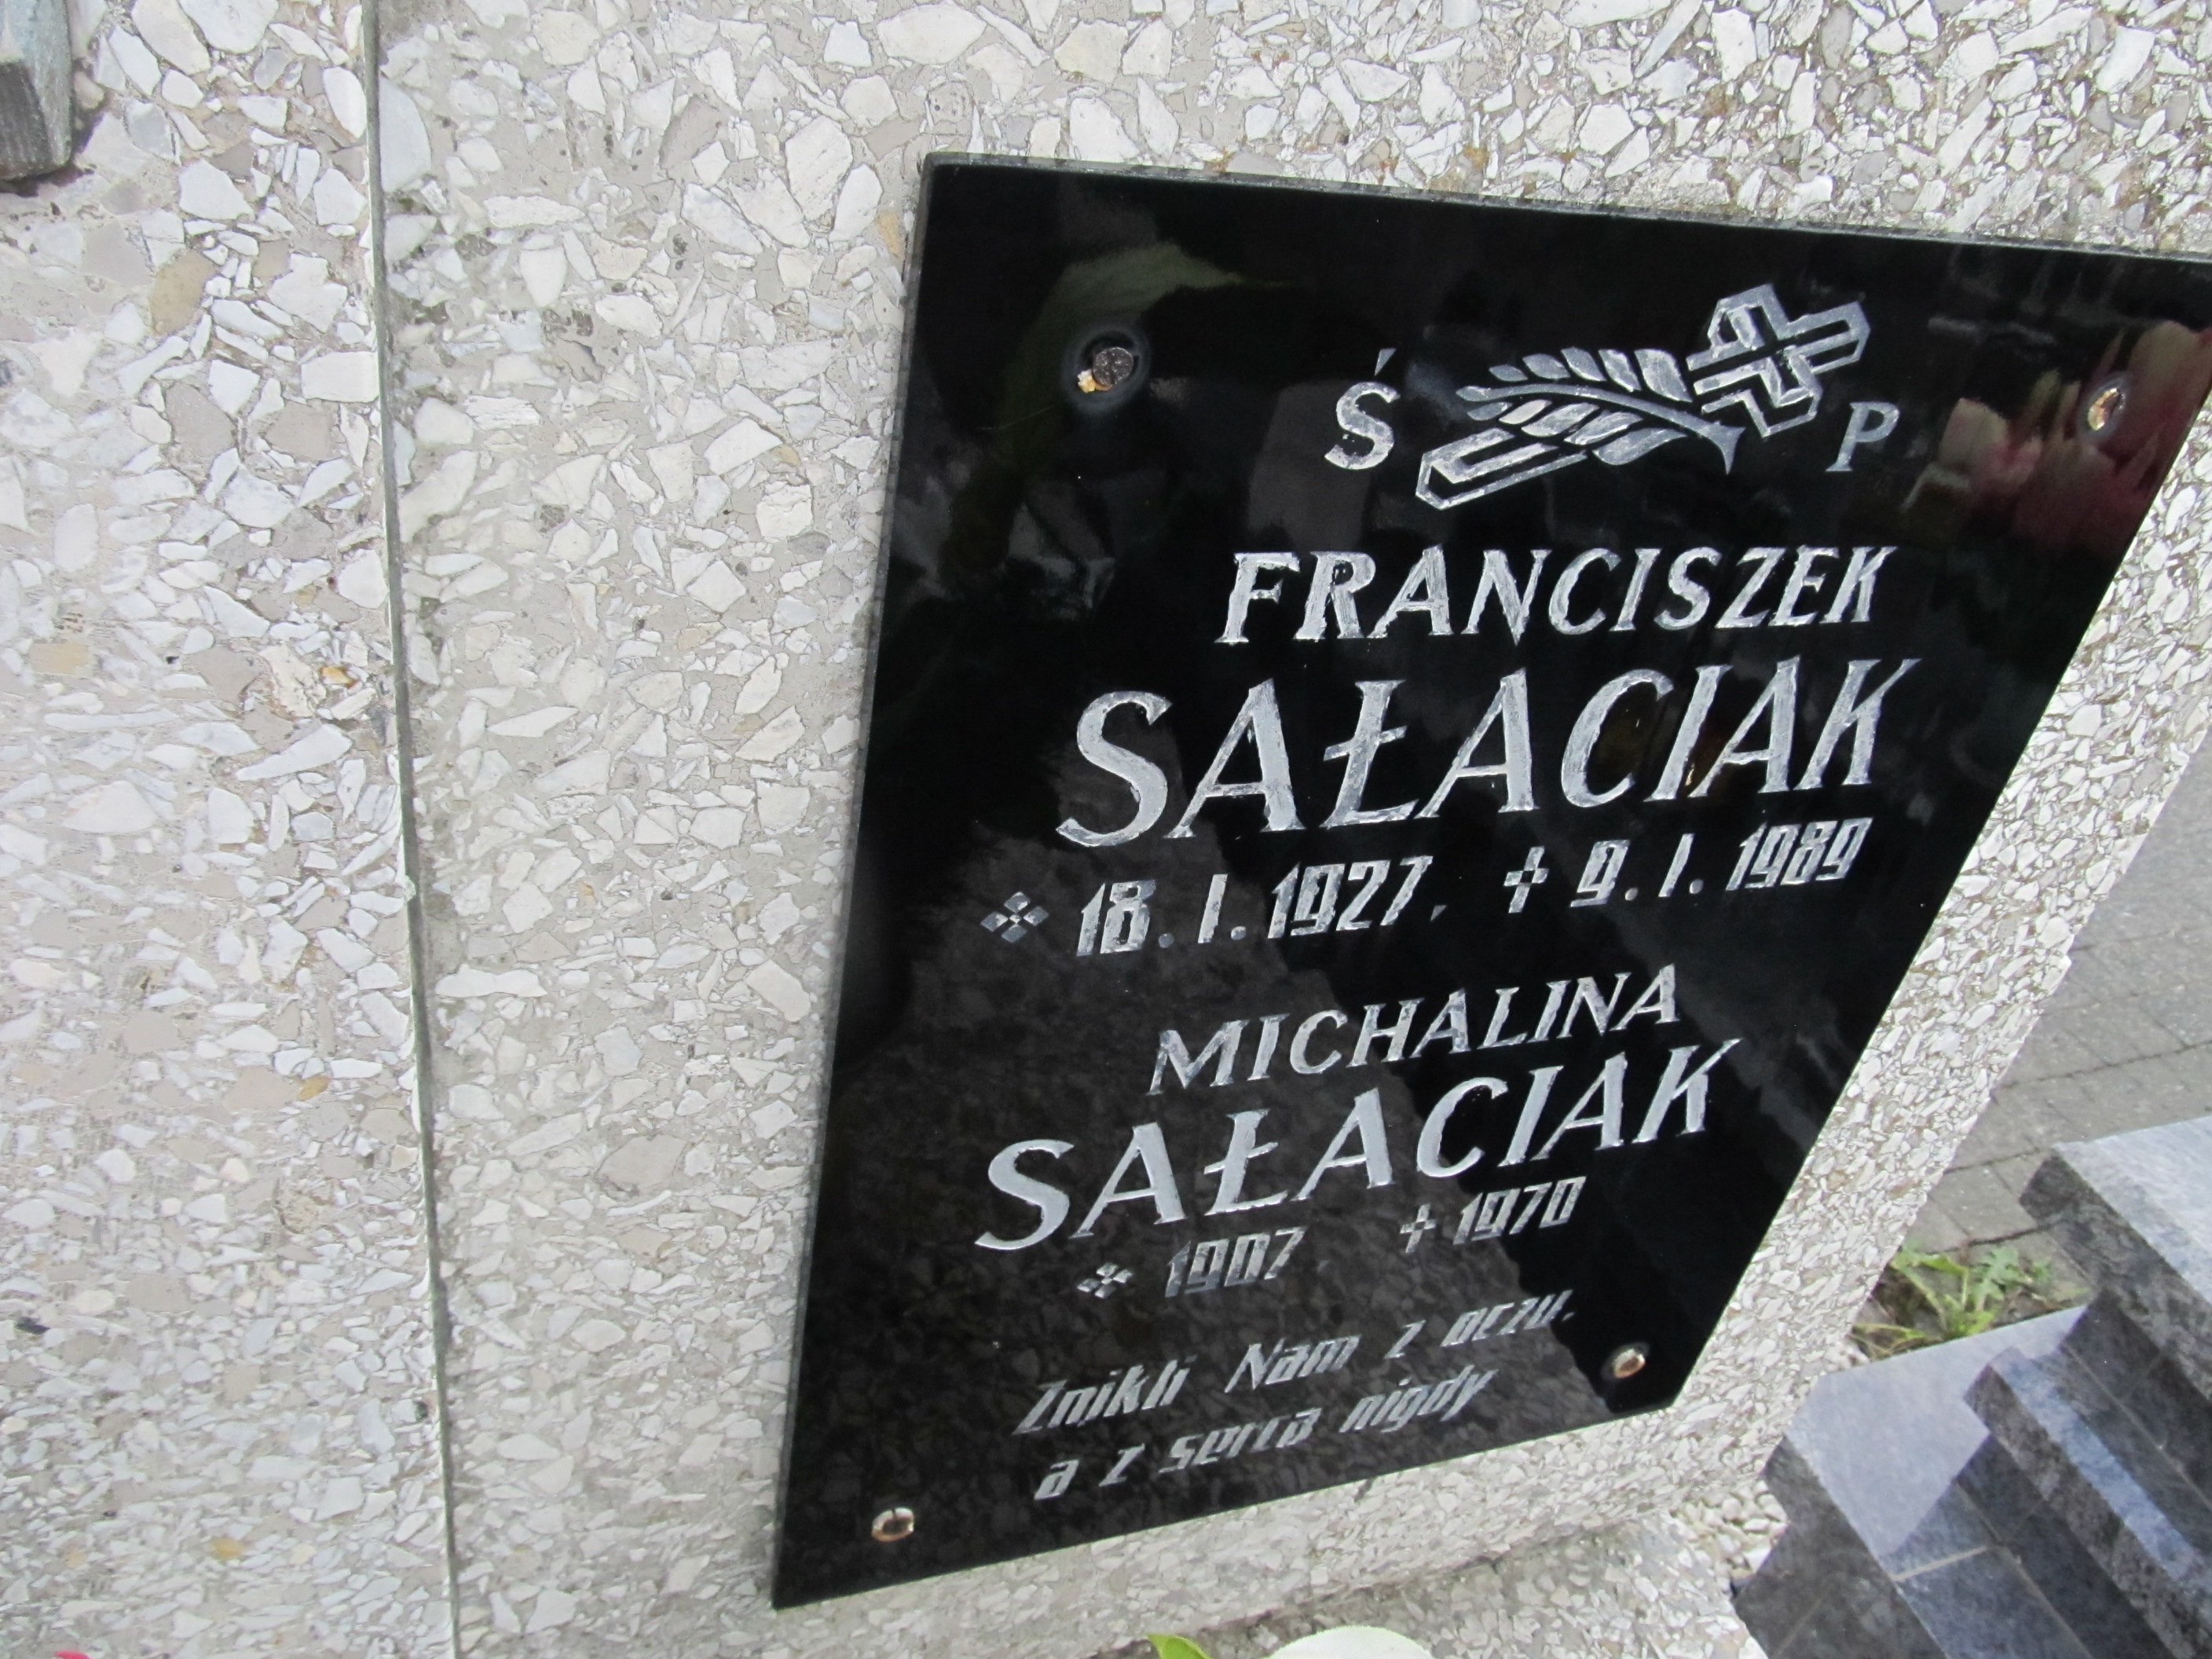 Ś P
FRANCISZEK
SAŁACIAK
18. I. 1927. ✝ 9. I. 1989
MICHALINA
SAŁACIAK
1907 ✝ 1970
Znikli Nam z oczu,
a z serca nigdy